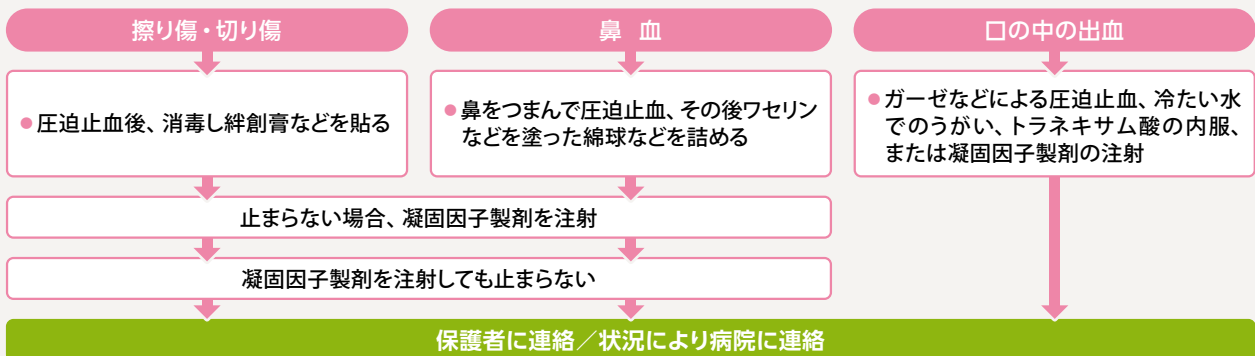 擦り傷・切り傷
●圧迫止血後、消毒し絆創膏などを貼る
鼻 血
●鼻をつまんで圧迫止血、その後ワセリン
などを塗った綿球などを詰める
口の中の出血
●ガーゼなどによる圧迫止血、冷たい水
でのうがい、トラネキサム酸の内服、
または凝固因子製剤の注射
止まらない場合、凝固因子製剤を注射
凝固因子製剤を注射しても止まらない
保護者に連絡／状況により病院に連絡